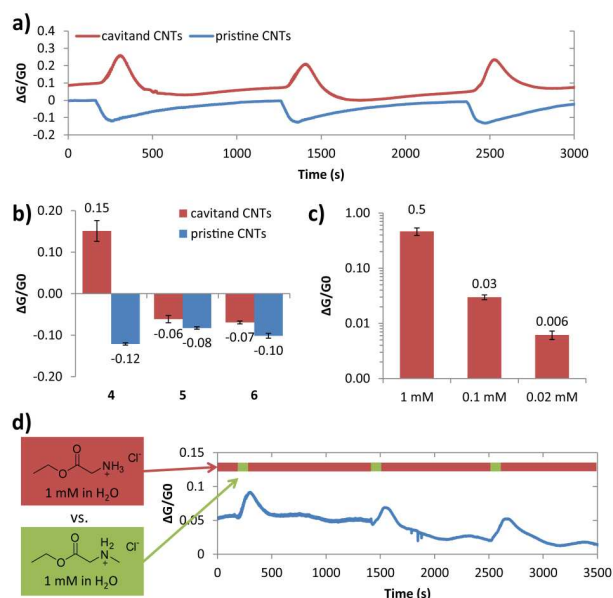 a)
cavitand CNTs
pristine CNTs
ΔG/G0
0.4
0.3
0.2
0.1
0
-0.1
-0.2
0
500
1000
1500
2000
2500
3000
Time (s)
b)
cavitand CNTs
pristine CNTs
ΔG/G0
0.20
0.10
0.00
-0.10
-0.20
0.15
-0.12
-0.06
-0.08
-0.07
-0.10
4
5
6
c)
ΔG/G0
1.00
0.10
0.01
0.00
0.5
0.03
0.006
1 mM
0.1 mM
0.02 mM
d)
O
O
NH3
+
Cl-
1 mM in H2O
vs.
O
O
H2
N
+
Cl-
1 mM in H2O
ΔG/G0
0.15
0.1
0.05
0
0
500
1000
1500
2000
2500
3000
3500
Time (s)